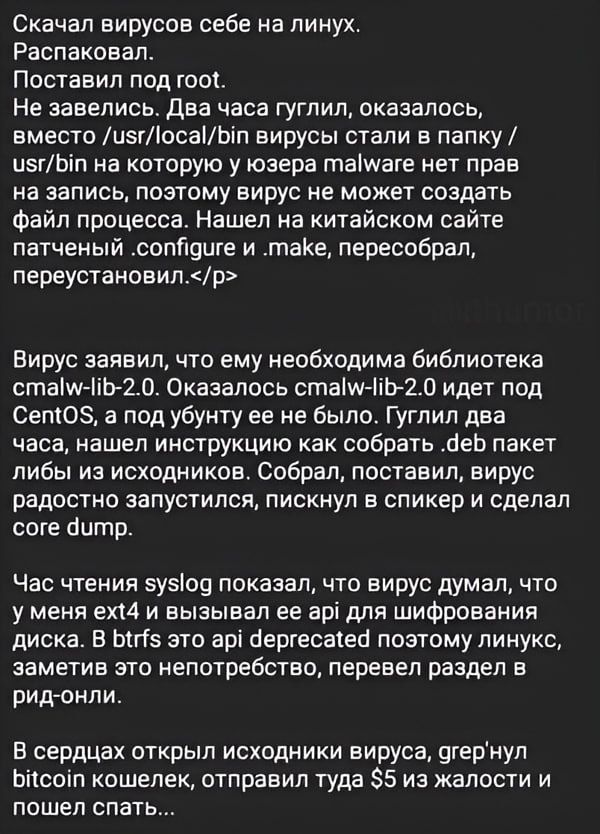 Скачал вирусов себе на линух.
Распаковал.
Поставил под root.
Не завелись. Два часа гуглил, оказалось,
вместо /usr/local/bin вирусы стали в папку /
usr/bin на которую у юзера malware нет прав
на запись, поэтому вирус не может создать
файл процесса. Нашел на китайском сайте
патченый .configure и .make, пересобрал,
переустановил.</p>
Вирус заявил, что ему необходима библиотека
cmalw-lib-2.0. Оказалось cmalw-lib-2.0 идет под
CentOS, а под убунту ее не было. Гуглил два
часа, нашел инструкцию как собрать .deb пакет
либы из исходников. Собрал, поставил, вирус
радостно запустился, пискнул в спикер и сделал
core dump.
Час чтения syslog показал, что вирус думал, что
у меня ext4 и вызывал ее api для шифрования
диска. В btrfs это api deprecated поэтому линукс,
заметив это непотребство, перевел раздел в
рид-онли.
В сердцах открыл исходники вируса, grep'нул
bitcoin кошелек, отправил туда $5 из жалости и
пошел спать...